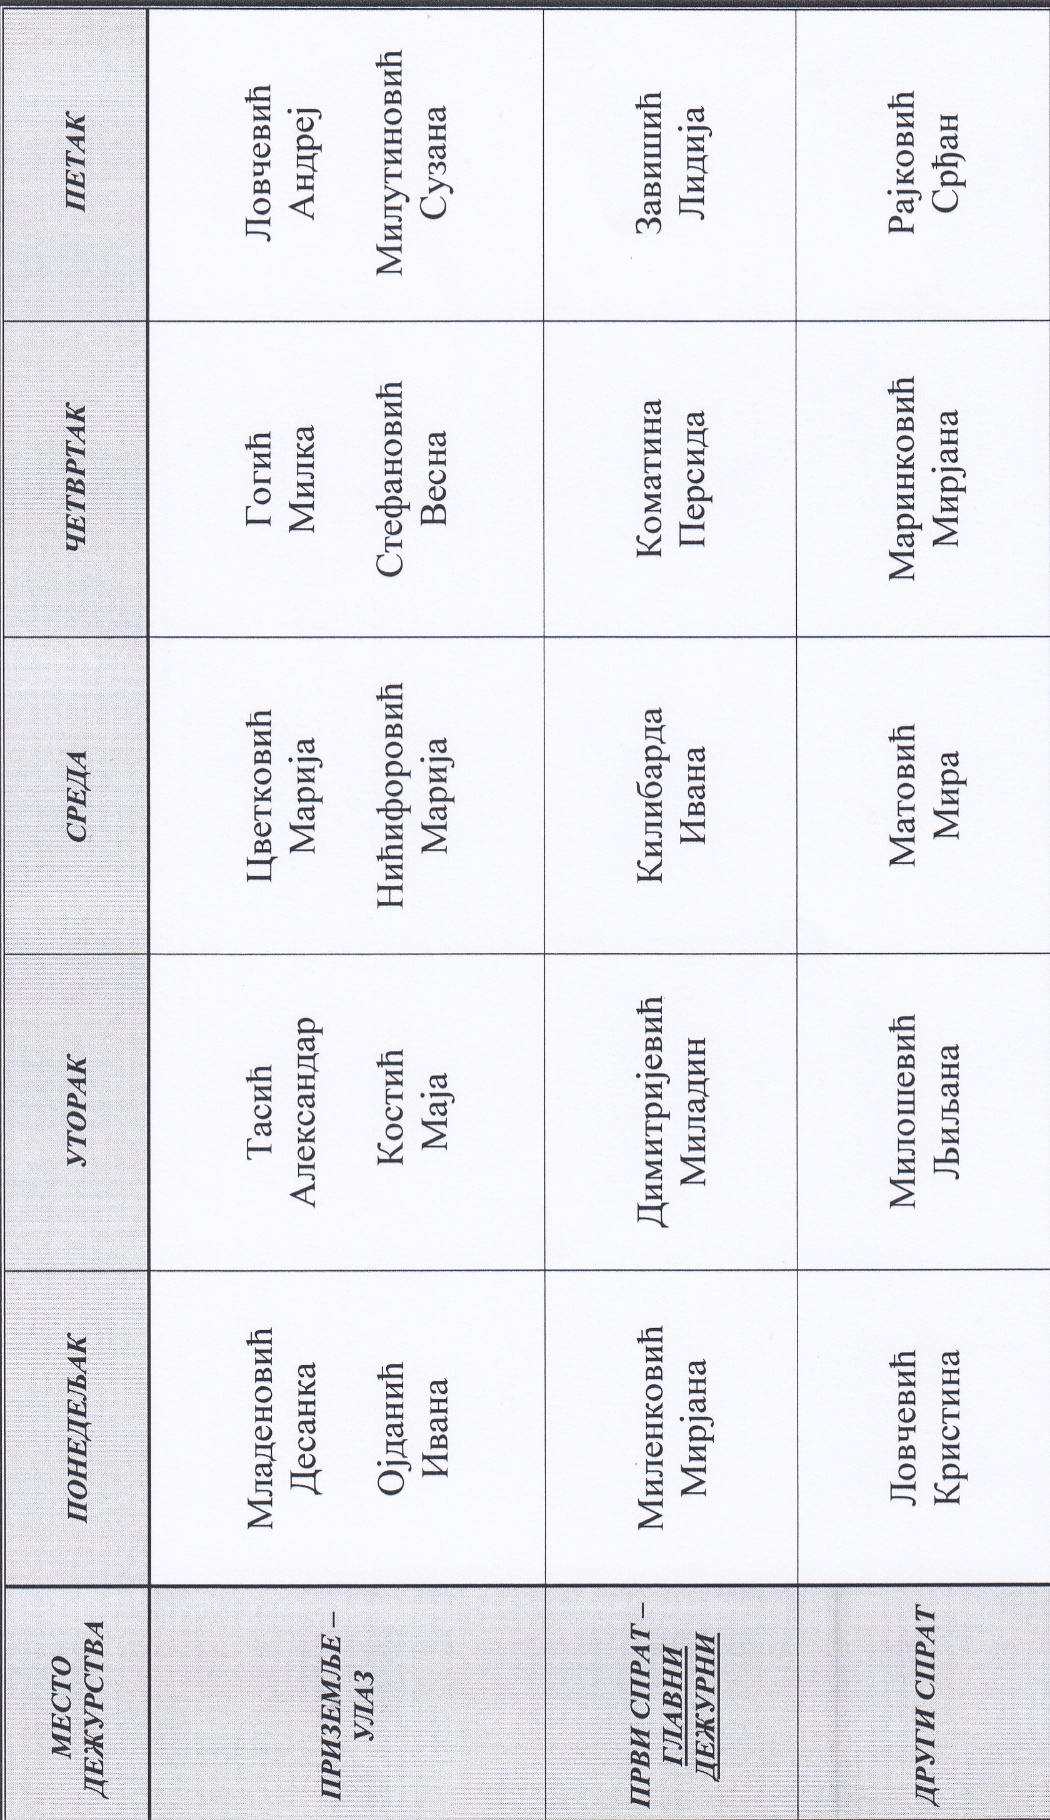 МЕСТО
ДЕЖУРСТВА
ПОНЕДЕЉАК
УТОРАК
СРЕДА
ЧЕТВРТАК
ПЕТАК
ПРИЗЕМЉЕ –
УЛАЗ
Младеновић
Десанка
Ојданић
Ивана
Тасић
Александар
Костић
Маја
Цветковић
Марија
Нићифоровић
Марија
Гогић
Милка
Стефановић
Весна
Ловчевић
Андреј
Милутиновић
Сузана
ПРВИ СПРАТ –
ГЛАВНИ
ДЕЖУРНИ
Миленковић
Мирјана
Димитријевић
Миладин
Килибарда
Ивана
Коматина
Персида
Завишић
Лидија
ДРУГИ СПРАТ
Ловчевић
Кристина
Милошевић
Љиљана
Матовић
Мира
Маринковић
Мирјана
Рајковић
Срђан